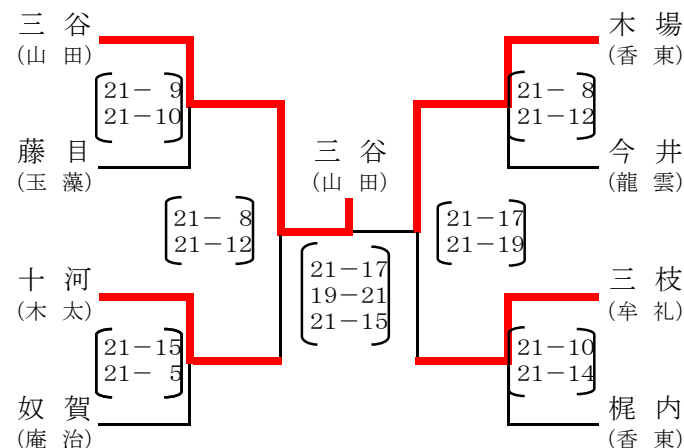 三 谷
(山 田)
21－ 9
21－10
藤 目
(玉 藻)
21－ 8
21－12
十 河
(木 太)
21－15
21－ 5
奴 賀
(庵 治)
三 谷
(山 田)
21－17
19－21
21－15
木 場
(香 東)
21－ 8
21－12
今 井
(龍 雲)
21－17
21－19
三 枝
(牟 礼)
21－10
21－14
梶 内
(香 東)